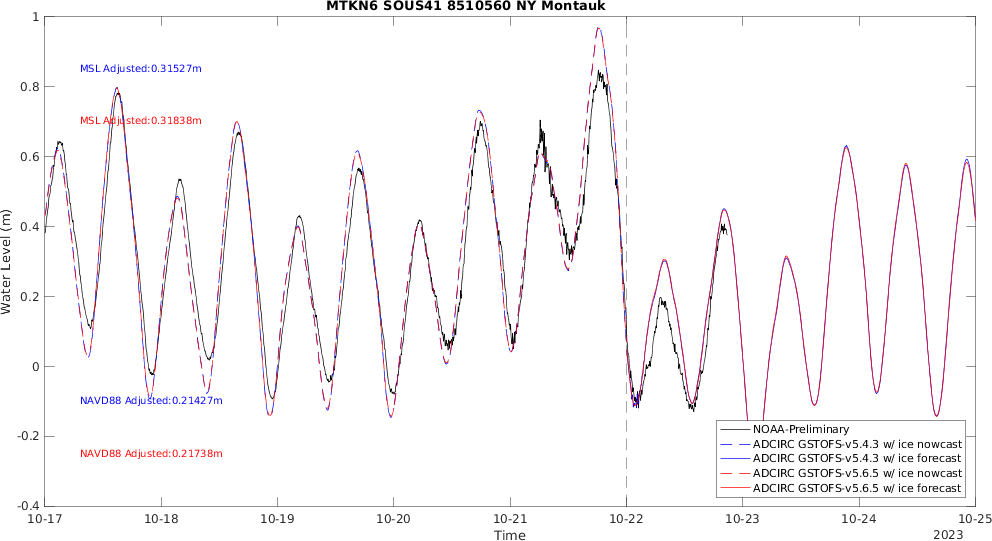 MTKN6 SOUS41 8510560 NY Montauk
1
0.8
0.6
0.4
0.2
0
-0.2
-0.4
Water Level (m)
MSL Adjusted:0.31527m
MSL Adjusted:0.31838m
NAVD88 Adjusted:0.21427m
NAVD88 Adjusted:0.21738m
NOAA-Preliminary
ADCIRC GSTOFS-v5.4.3 w/ ice nowcast
ADCIRC GSTOFS-v5.4.3 w/ ice forecast
ADCIRC GSTOFS-v5.6.5 w/ ice nowcast
ADCIRC GSTOFS-v5.6.5 w/ ice forecast
10-17 10-18 10-19 10-20 10-21 10-22 10-23 10-24 10-25
Time
2023